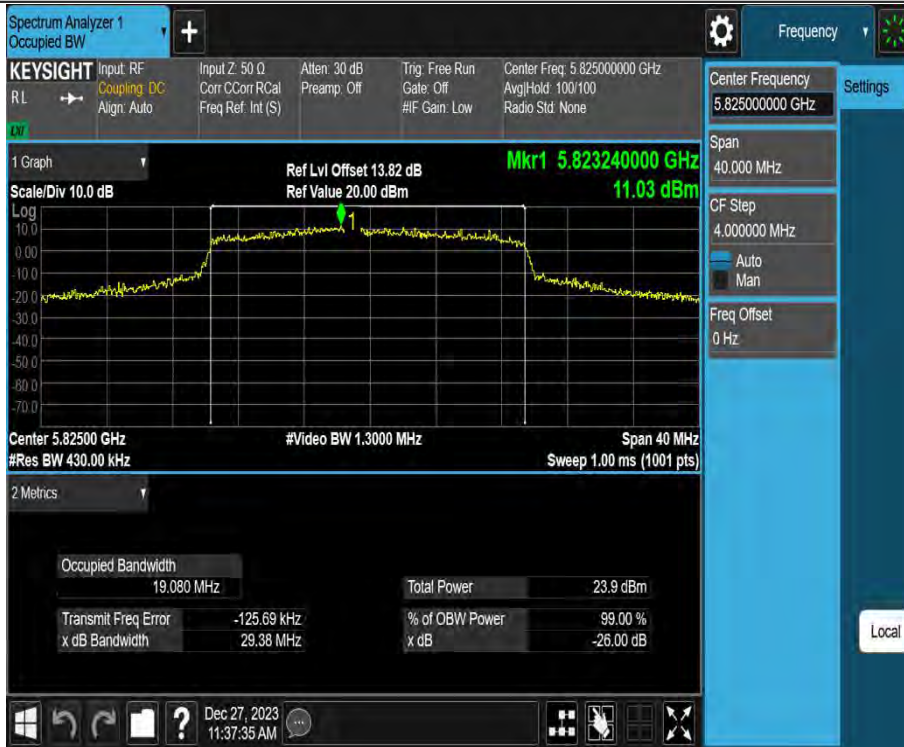 Spectrum Analyzer 1
Occupied BW
+
Frequency
KEYSIGHT
RL
Input: RF
Coupling: DC
Align: Auto
Input Z: 50 Ω
Corr CCorr RCal
Freq Ref: Int (S)
Atten: 30 dB
Preamp: Off
Trig: Free Run
Gate: Off
#IF Gain: Low
Center Freq: 5.825000000 GHz
Avg|Hold: 100/100
Radio Std: None
Center Frequency
5.825000000 GHz
Settings
Span
40.000 MHz
CF Step
4.000000 MHz
Auto
Man
Freq Offset
0 Hz
1 Graph
Scale/Div 10.0 dB
Ref Lvl Offset 13.82 dB
Ref Value 20.00 dBm
Mkr1 5.823240000 GHz
11.03 dBm
Log
10.0
0.00
-10.0
-20.0
-30.0
-40.0
-50.0
-60.0
-70.0
1
Center 5.82500 GHz
#Video BW 1.3000 MHz
Span 40 MHz
#Res BW 430.00 kHz
Sweep 1.00 ms (1001 pts)
2 Metrics
Occupied Bandwidth
19.080 MHz
Total Power 23.9 dBm
Transmit Freq Error -125.69 kHz
% of OBW Power 99.00 %
x dB Bandwidth 29.38 MHz
x dB -26.00 dB
Local
?
Dec 27, 2023
11:37:35 AM